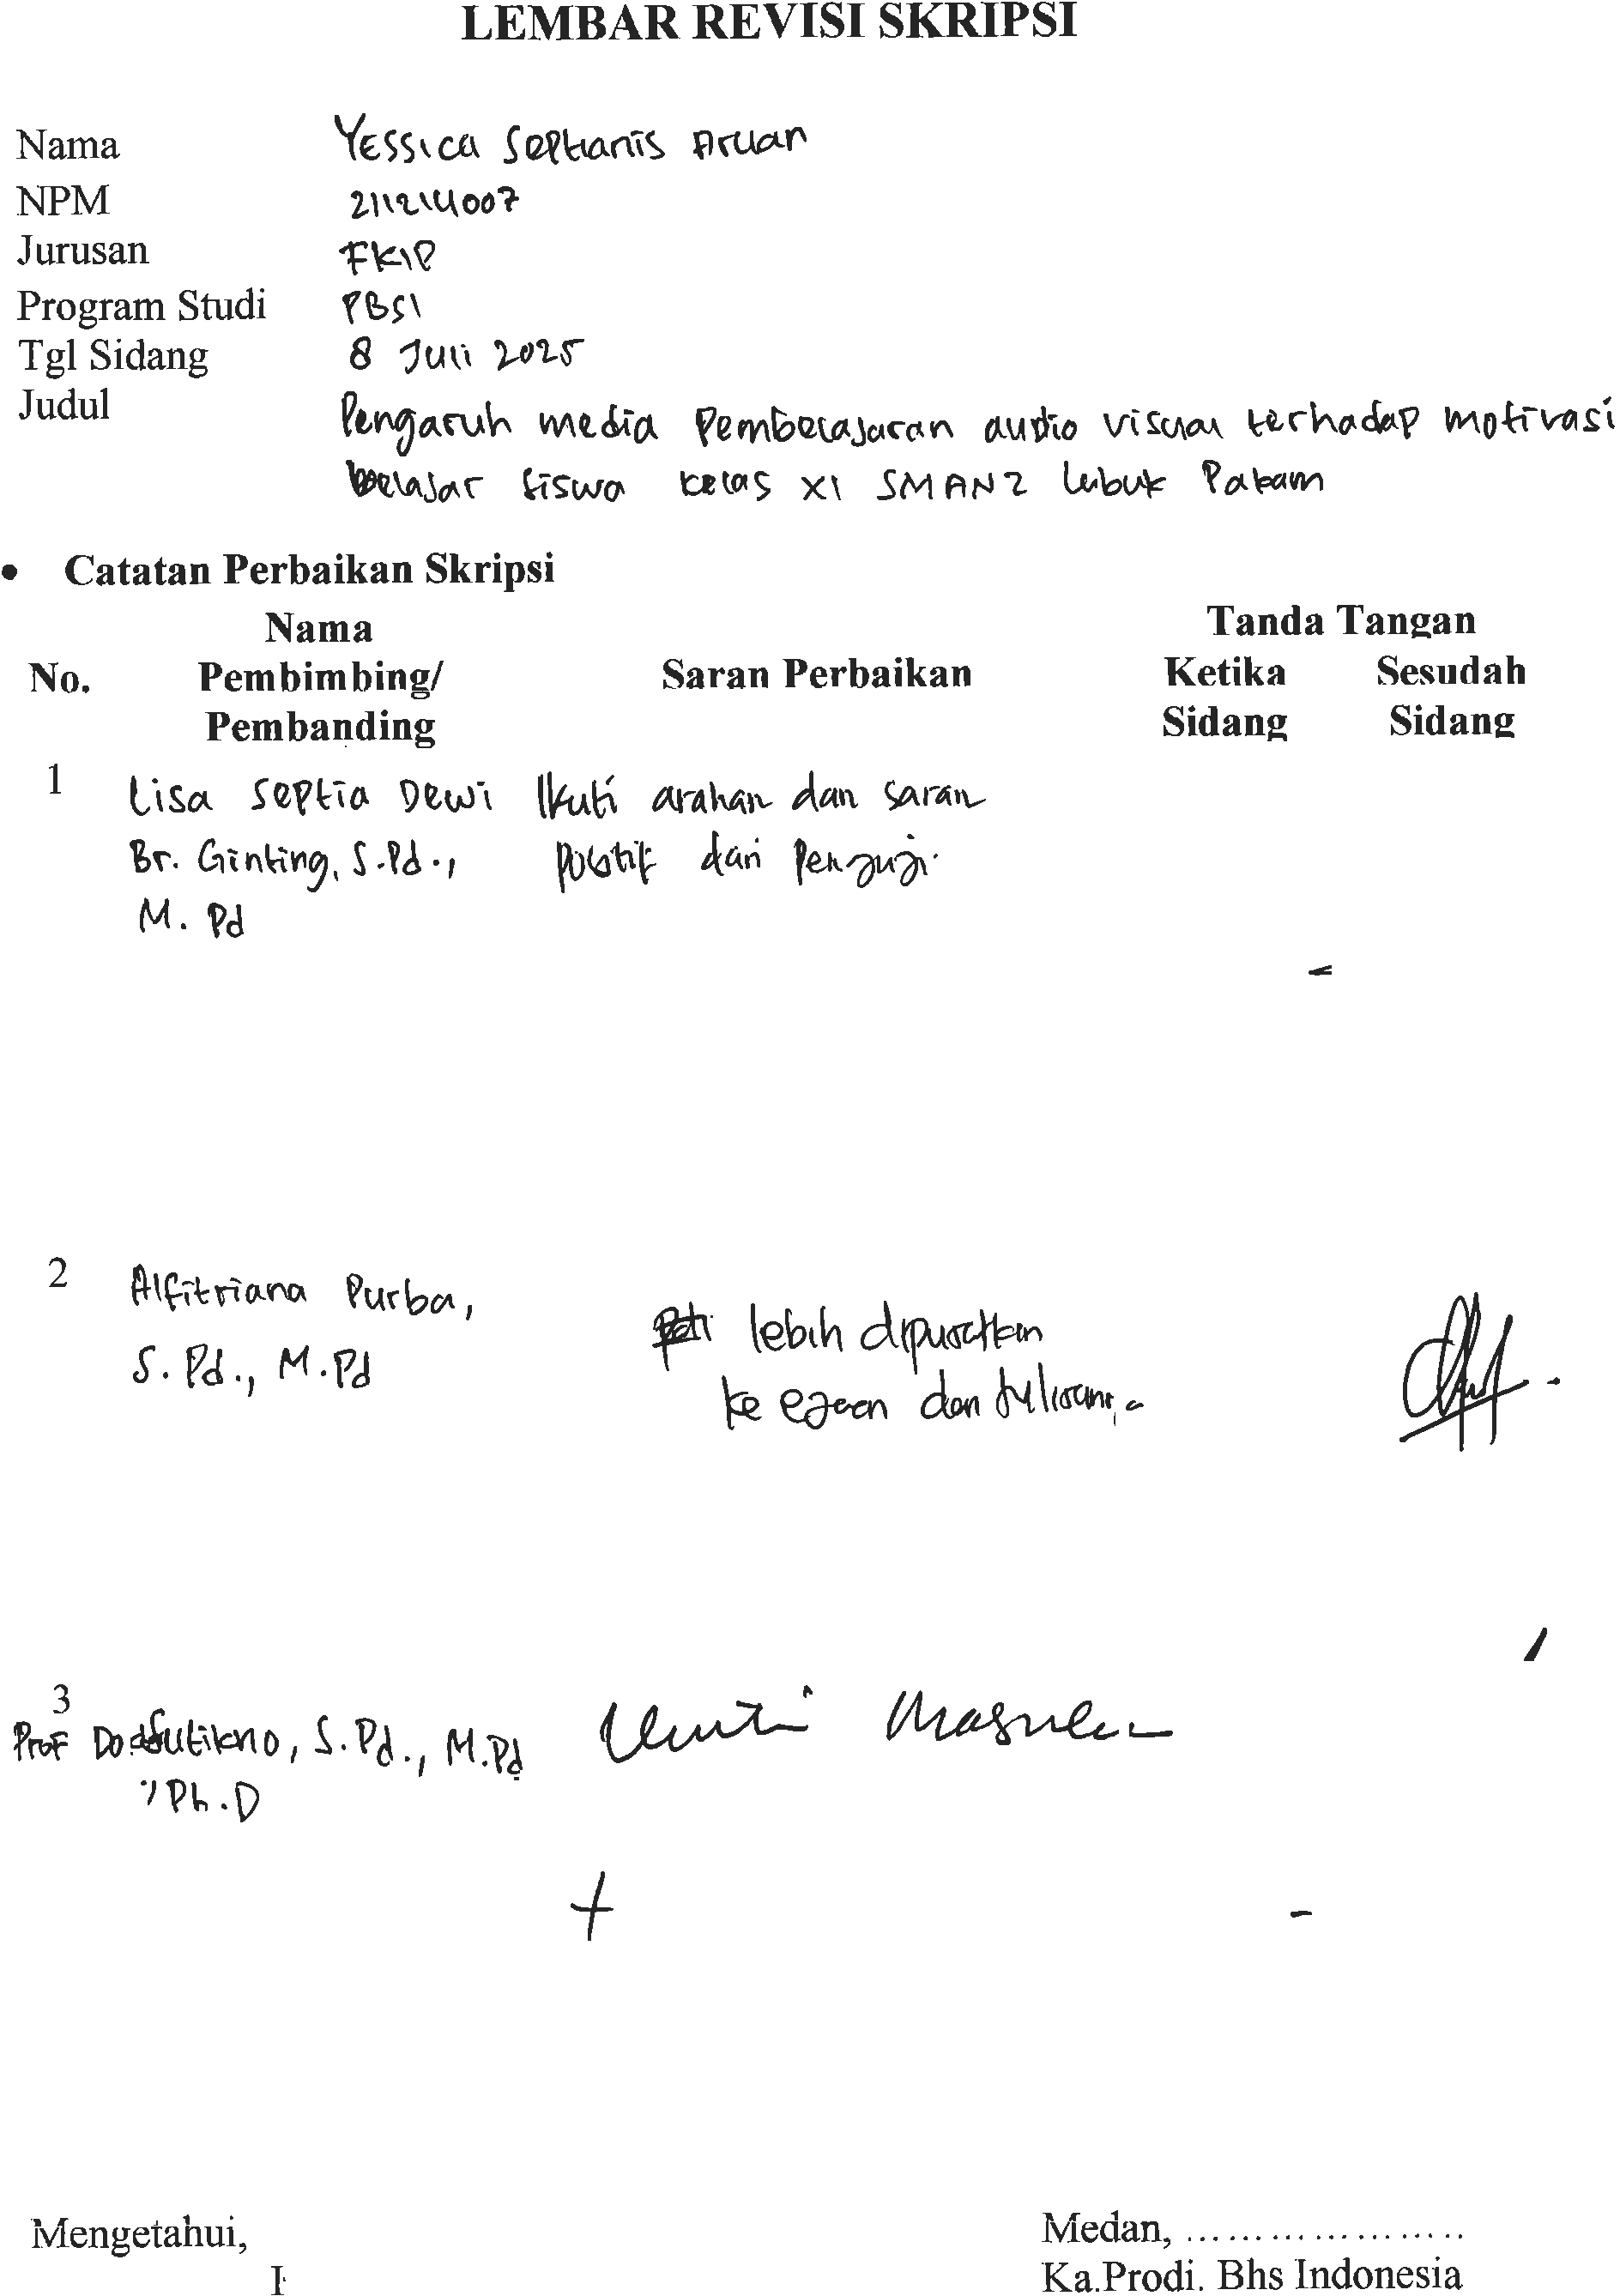 LEMBAR REVISI SKRIPSI
Nama Yessica Septianis Aruan
NPM 211214007
Jurusan FKIP
Program Studi PBSI
Tgl Sidang 8 Juli 2025
Judul Pengaruh media Pembelajaran audio visual terhadap motivasi
belajar siswa kelas XI SMAN 2 Lubuk Pakam
• Catatan Perbaikan Skripsi
Nama Tanda Tangan
No. Pembimbing/ Saran Perbaikan Ketika Sesudah
Pembanding Sidang Sidang
1 Lisa Septia Dewi Ikuti arahan dan saran
Br. Ginting, S.Pd., positif dari Penguji.
M. Pd
2 Alfitriana Purba, lebih dipusatkan
S. Pd., M.Pd ke ejaan dan tulisan
3
Prof Sutikno, S.Pd., M.Pd Masukan
Ph.D
Mengetahui, Medan, ....................
Ka.Prodi. Bhs Indonesia